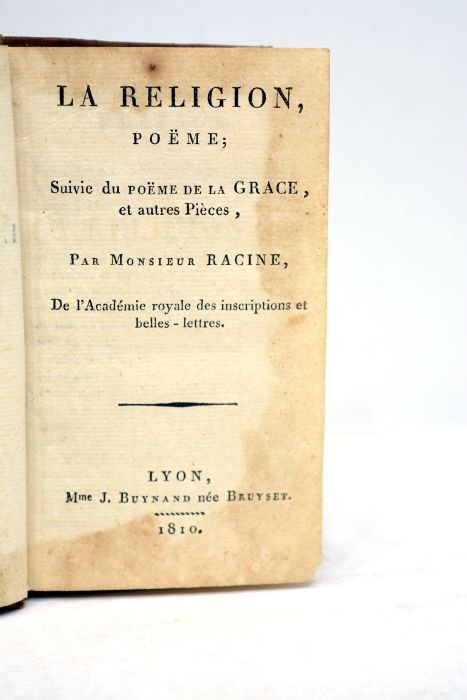 LA RELIGION,
POËME;
Suivie du POËME DE LA GRACE,
et autres Pièces,
PAR MONSIEUR RACINE,
De l'Académie royale des inscriptions et
belles-lettres.
LYON,
Mme J. BUYNAND née BRUYSET.
1810.